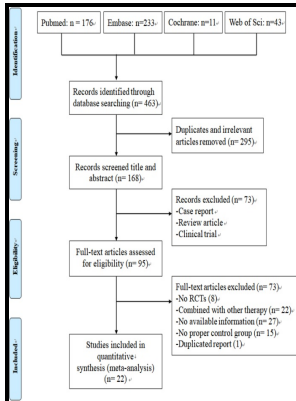 Pubmed: n = 176
Embase: n=233
Cochrane: n=11
Web of Sci: n=43
Identification
Records identified through
database searching (n= 463)
Duplicates and irrelevant
articles removed (n= 295)
Screening
Records screened title and
abstract (n= 168)
Records excluded (n= 73)
-Case report
-Review article
-Clinical trial
Eligibility
Full-text articles assessed
for eligibility (n= 95)
Full-text articles excluded (n= 73)
-No RCTs (8)
-Combined with other therapy (n= 22)
-No available information (n= 27)
-No proper control group (n= 15)
-Duplicated report (1)
Included
Studies included in
quantitative
synthesis (meta-analysis)
(n= 22)